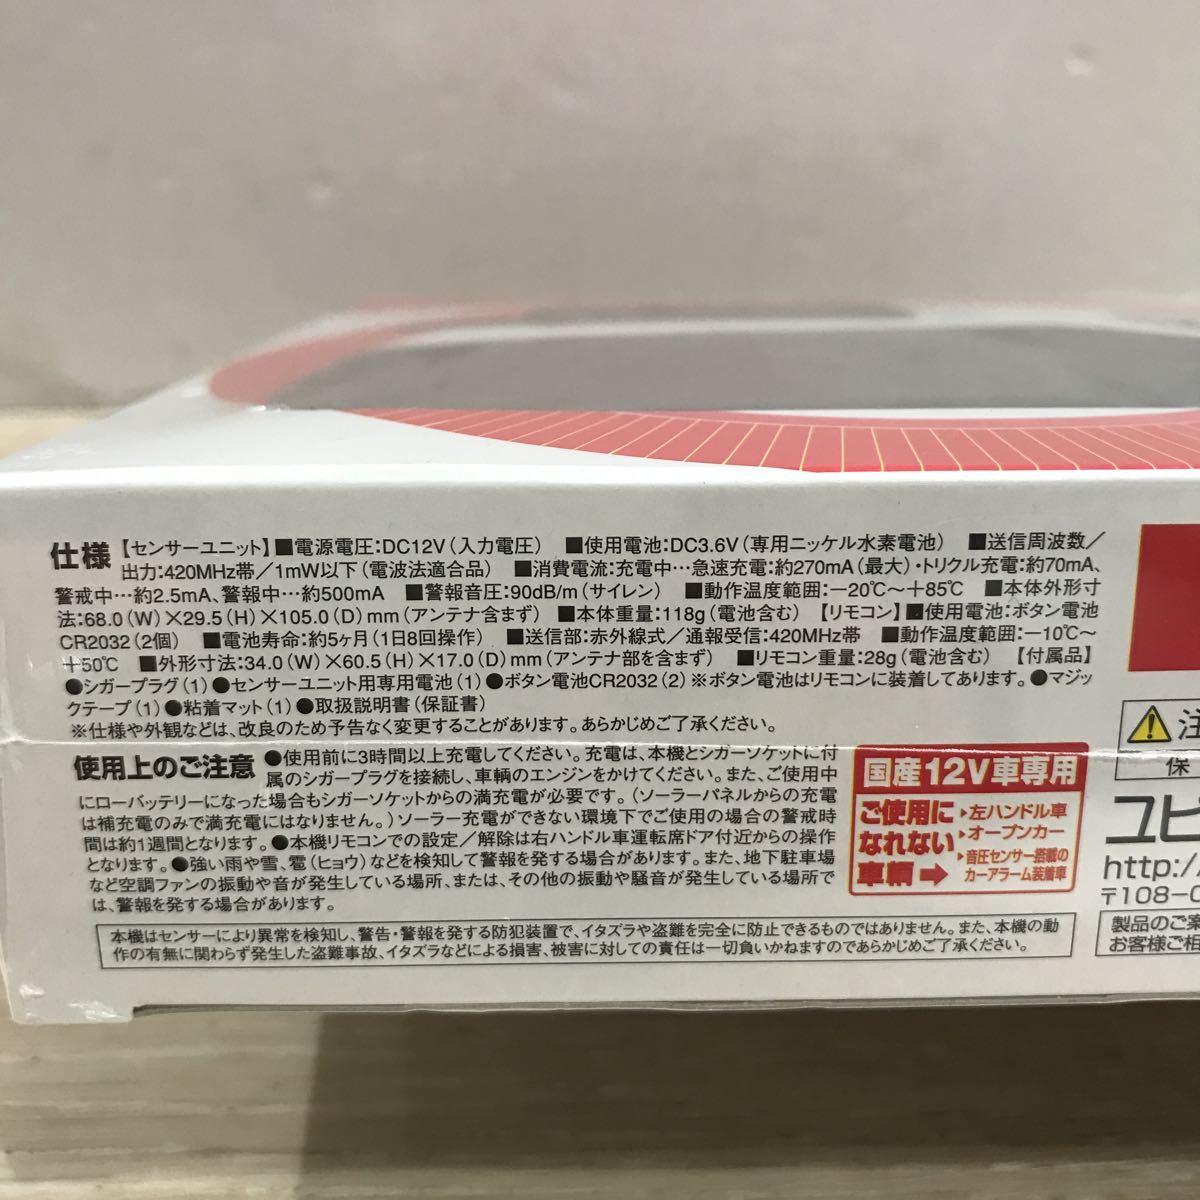 仕様 【センサーユニット】■電源電圧:DC12V(入力電圧) ■使用電池:DC3.6V(専用ニッケル水素電池) ■送信周波数/
出力:420MHz帯/1mW以下(電波法適合品) ■消費電流:充電中…急速充電:約270mA(最大)・トリクル充電:約70mA、
警戒中…約2.5mA、警報中…約500mA ■警報音圧:90dB/m(サイレン) ■動作温度範囲:−20℃〜+85℃ ■本体外形寸
法:68.0(W)×29.5(H)×105.0(D)mm(アンテナ含まず) ■本体重量:118g(電池含む) 【リモコン】■使用電池:ボタン電池
CR2032(2個) ■電池寿命:約5ヶ月(1日8回操作) ■送信部:赤外線式/通報受信:420MHz帯 ■動作温度範囲:−10℃〜
+50℃ ■外形寸法:34.0(W)×60.5(H)×17.0(D)mm(アンテナ部を含まず) ■リモコン重量:28g(電池含む) 【付属品】
●シガープラグ(1)●センサーユニット用専用電池(1)●ボタン電池CR2032(2)※ボタン電池はリモコンに装着してあります。●マジッ
クテープ(1)●粘着マット(1)●取扱説明書(保証書)
※仕様や外観などは、改良のため予告なく変更することがあります。あらかじめご了承ください。
使用上のご注意 ●使用前に3時間以上充電してください。充電は、本機とシガーソケットに付
属のシガープラグを接続し、車輌のエンジンをかけてください。また、ご使用中
にローバッテリーになった場合もシガーソケットからの満充電が必要です。(ソーラーパネルからの充電
は補充電のみで満充電にはなりません。)ソーラー充電ができない環境下でご使用の場合の警戒時
間は約1週間となります。●本機リモコンでの設定/解除は右ハンドル車運転席ドア付近からの操作
となります。●強い雨や雪、雹(ヒョウ)などを検知して警報を発する場合があります。また、地下駐車場
など空調ファンの振動や音が発生している場所、または、その他の振動や騒音が発生している場所で
は、警報を発する場合があります。
国産12V車専用
ご使用に
なれない
車輌→
▶左ハンドル車
▶オープンカー
▶音圧センサー搭載の
カーアラーム装着車
本機はセンサーにより異常を検知し、警告・警報を発する防犯装置で、イタズラや盗難を完全に防止できるものではありません。また、本機の動
作の有無に関わらず発生した盗難事故、イタズラなどによる損害、被害に対しての責任は一切負いかねますのであらかじめご了承ください。
注
保
ユピ
http:/
〒108-0
製品のご案
お客様ご相